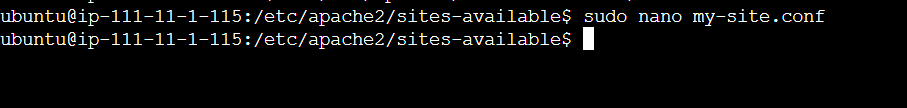 ubuntu@ip-111-11-1-115:/etc/apache2/sites-available$ sudo nano my-site.conf
ubuntu@ip-111-11-1-115:/etc/apache2/sites-available$